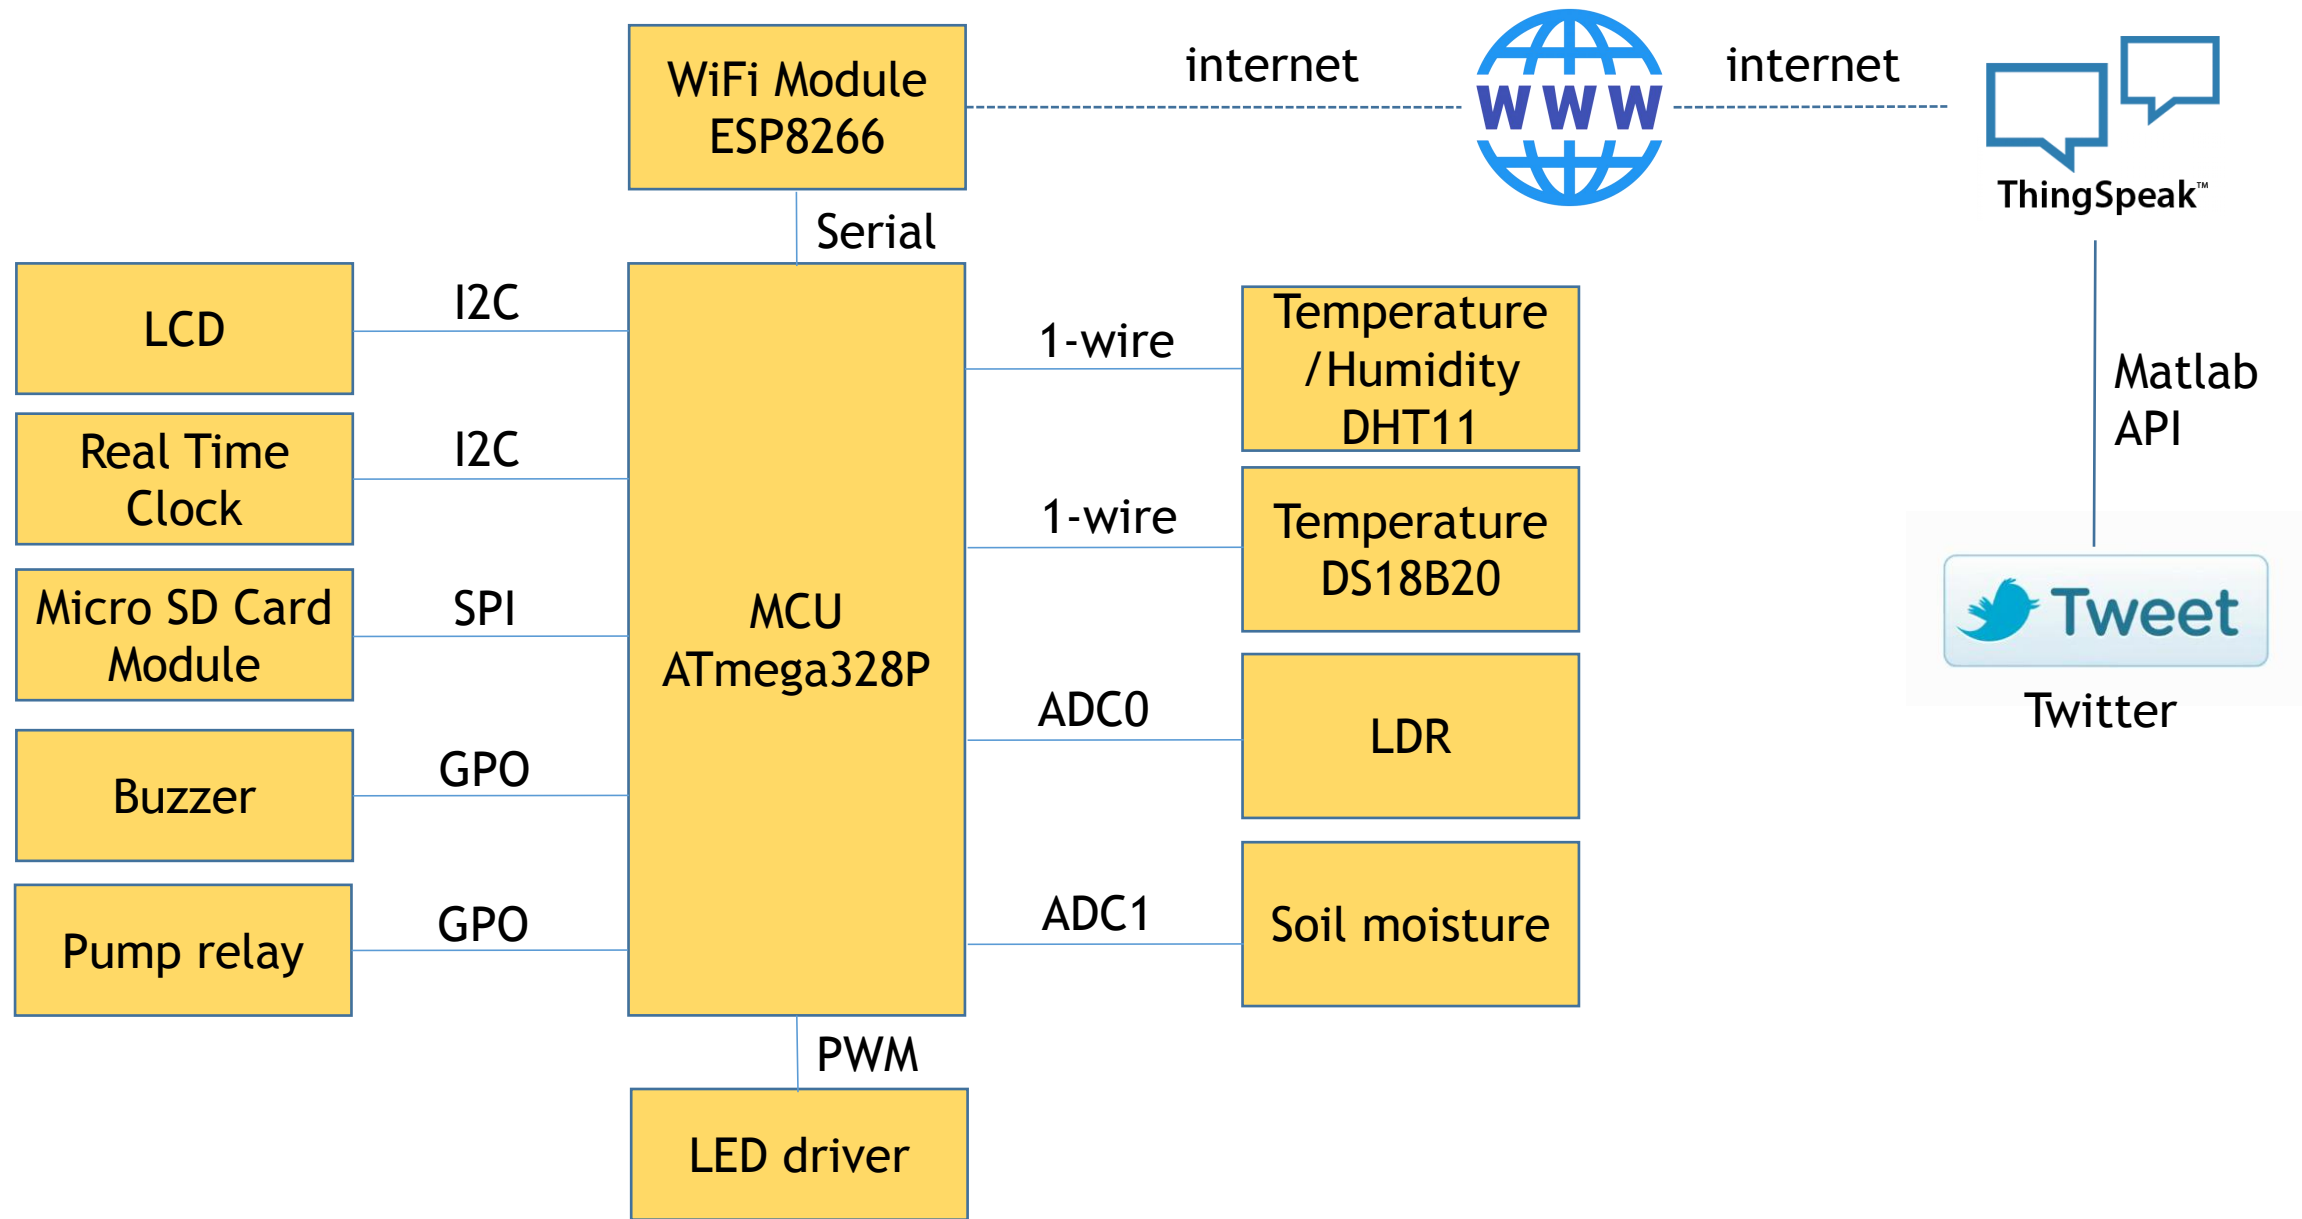 WiFi Module
ESP8266
internet
WWW
internet
ThingSpeak™
Serial
LCD
I2C
Real Time
Clock
I2C
Micro SD Card
Module
SPI
Buzzer
GPO
Pump relay
GPO
MCU
ATmega328P
1-wire
Temperature
/Humidity
DHT11
1-wire
Temperature
DS18B20
ADC0
LDR
ADC1
Soil moisture
PWM
LED driver
Matlab
API
Tweet
Twitter